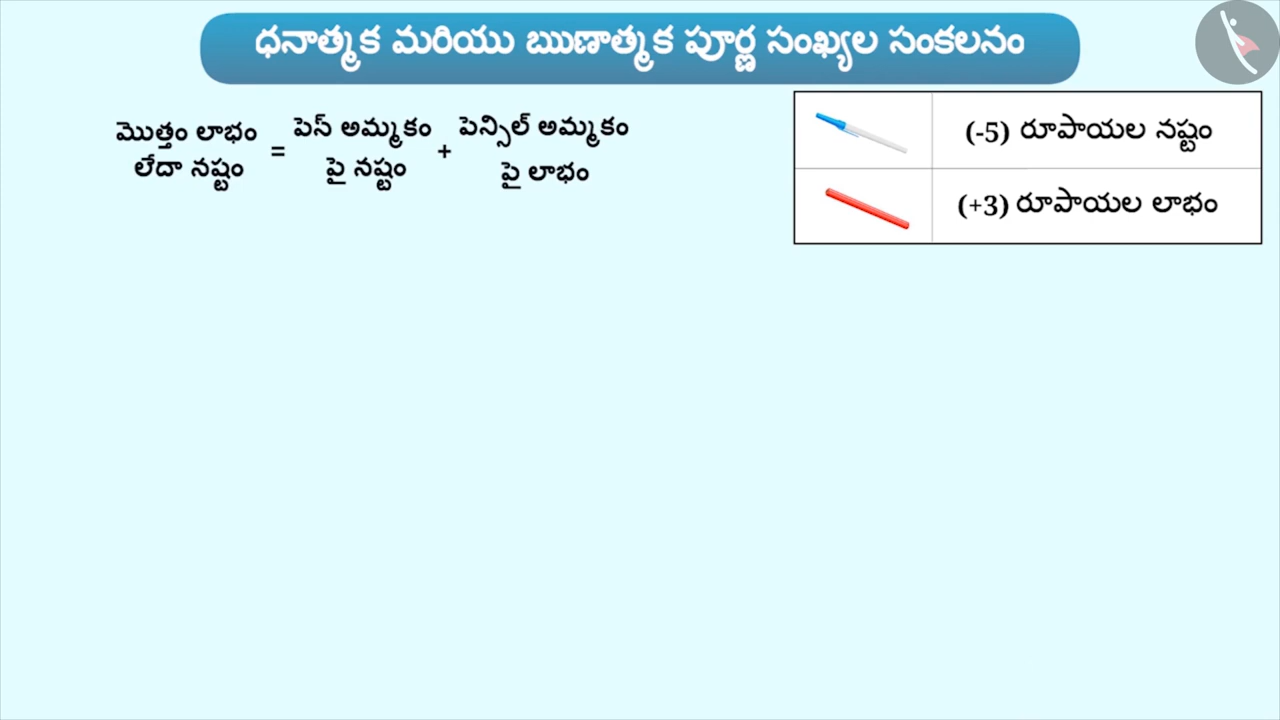 ధనాత్మక మరియు ఋణాత్మక పూర్ణ సంఖ్యల సంకలనం
మొత్తం లాభం లేదా నష్టం = పెస్ అమ్మకం పై నష్టం + పెన్సిల్ అమ్మకం పై లాభం
(-5) రూపాయల నష్టం
(+3) రూపాయల లాభం